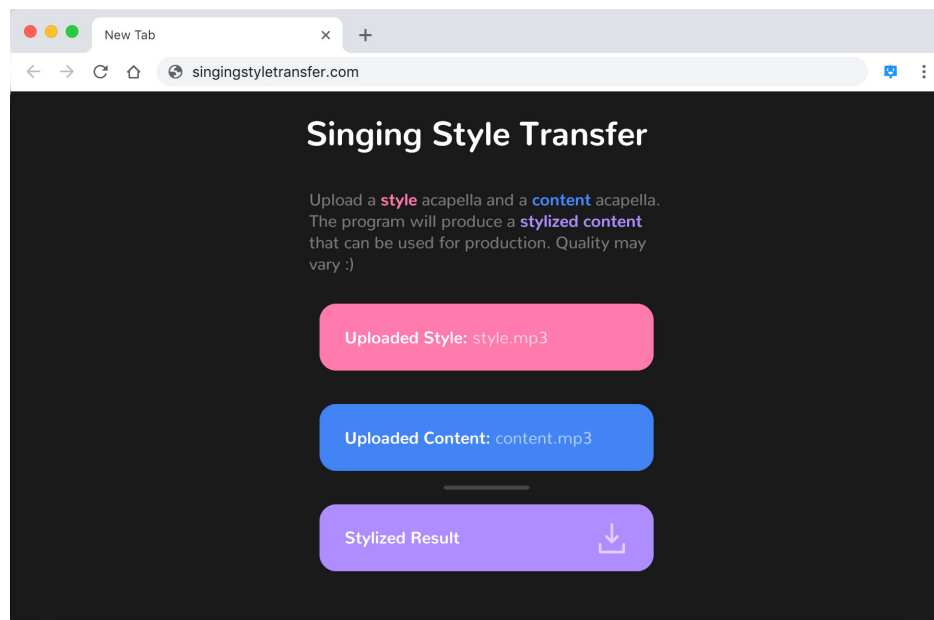 New Tab
singingstyletransfer.com
Singing Style Transfer
Upload a style acapella and a content acapella.
The program will produce a stylized content
that can be used for production. Quality may
vary :)
Uploaded Style: style.mp3
Uploaded Content: content.mp3
Stylized Result